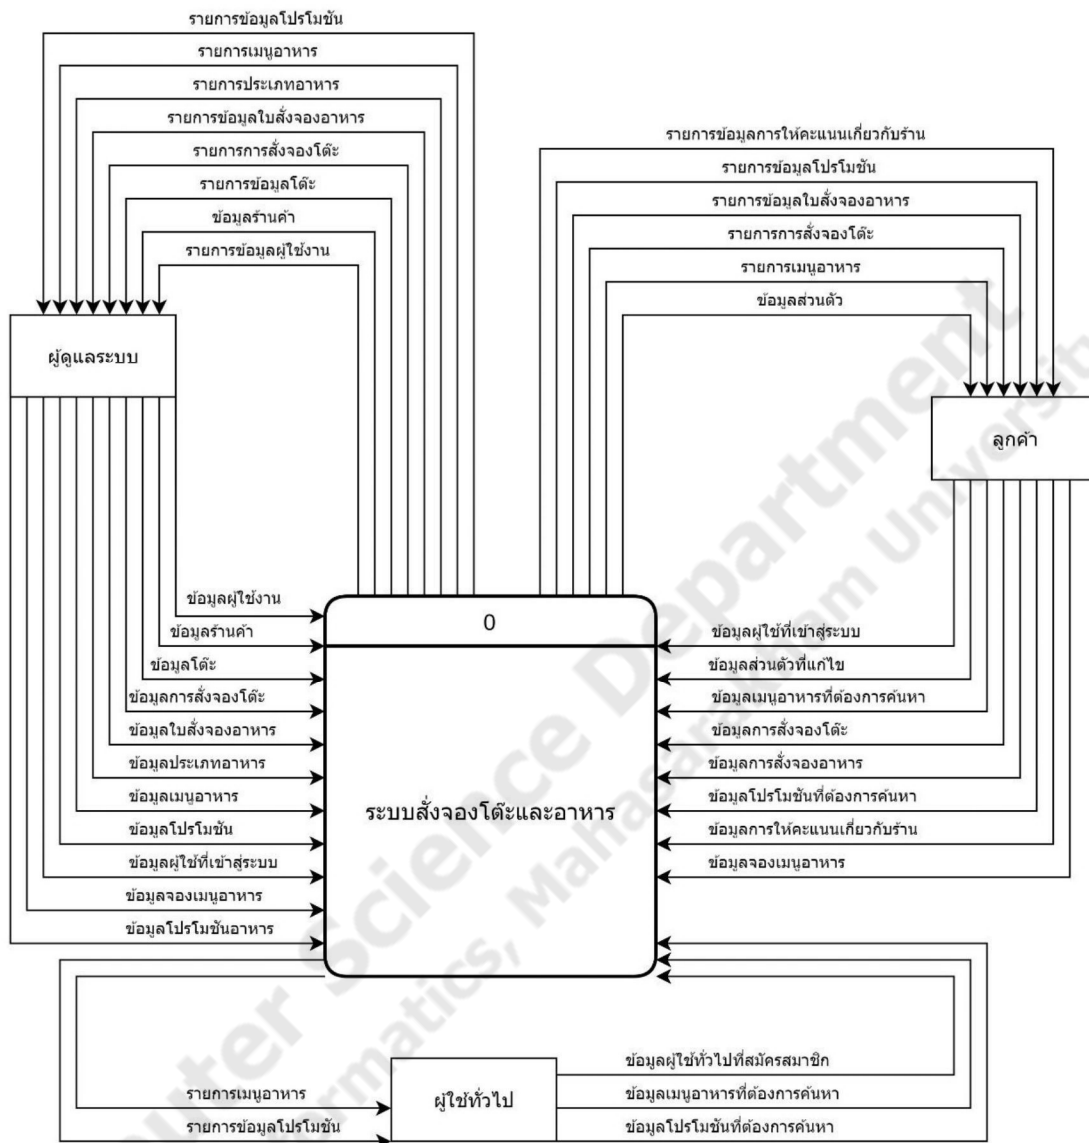 รายการข้อมูลโปรโมชัน
รายการเมนูอาหาร
รายการประเภทอาหาร
รายการข้อมูลใบสั่งจองอาหาร
รายการการสั่งจองโต๊ะ
รายการข้อมูลโต๊ะ
ข้อมูลร้านค้า
รายการข้อมูลผู้ใช้งาน
รายการข้อมูลการให้คะแนนเกี่ยวกับร้าน
รายการข้อมูลโปรโมชัน
รายการข้อมูลใบสั่งจองอาหาร
รายการการสั่งจองโต๊ะ
รายการเมนูอาหาร
ข้อมูลส่วนตัว
ผู้ดูแลระบบ
ลูกค้า
ข้อมูลผู้ใช้งาน
ข้อมูลร้านค้า
ข้อมูลโต๊ะ
ข้อมูลการสั่งจองโต๊ะ
ข้อมูลใบสั่งจองอาหาร
ข้อมูลประเภทอาหาร
ข้อมูลเมนูอาหาร
ข้อมูลโปรโมชัน
ข้อมูลผู้ใช้ที่เข้าสู่ระบบ
ข้อมูลจองเมนูอาหาร
ข้อมูลโปรโมชันอาหาร
0
ระบบสั่งจองโต๊ะและอาหาร
ข้อมูลผู้ใช้ที่เข้าสู่ระบบ
ข้อมูลส่วนตัวที่แก้ไข
ข้อมูลเมนูอาหารที่ต้องการค้นหา
ข้อมูลการสั่งจองโต๊ะ
ข้อมูลการสั่งจองอาหาร
ข้อมูลโปรโมชันที่ต้องการค้นหา
ข้อมูลการให้คะแนนเกี่ยวกับร้าน
ข้อมูลจองเมนูอาหาร
รายการเมนูอาหาร
รายการข้อมูลโปรโมชัน
ผู้ใช้ทั่วไป
ข้อมูลผู้ใช้ทั่วไปที่สมัครสมาชิก
ข้อมูลเมนูอาหารที่ต้องการค้นหา
ข้อมูลโปรโมชันที่ต้องการค้นหา
Science Department
Mahasarakham University